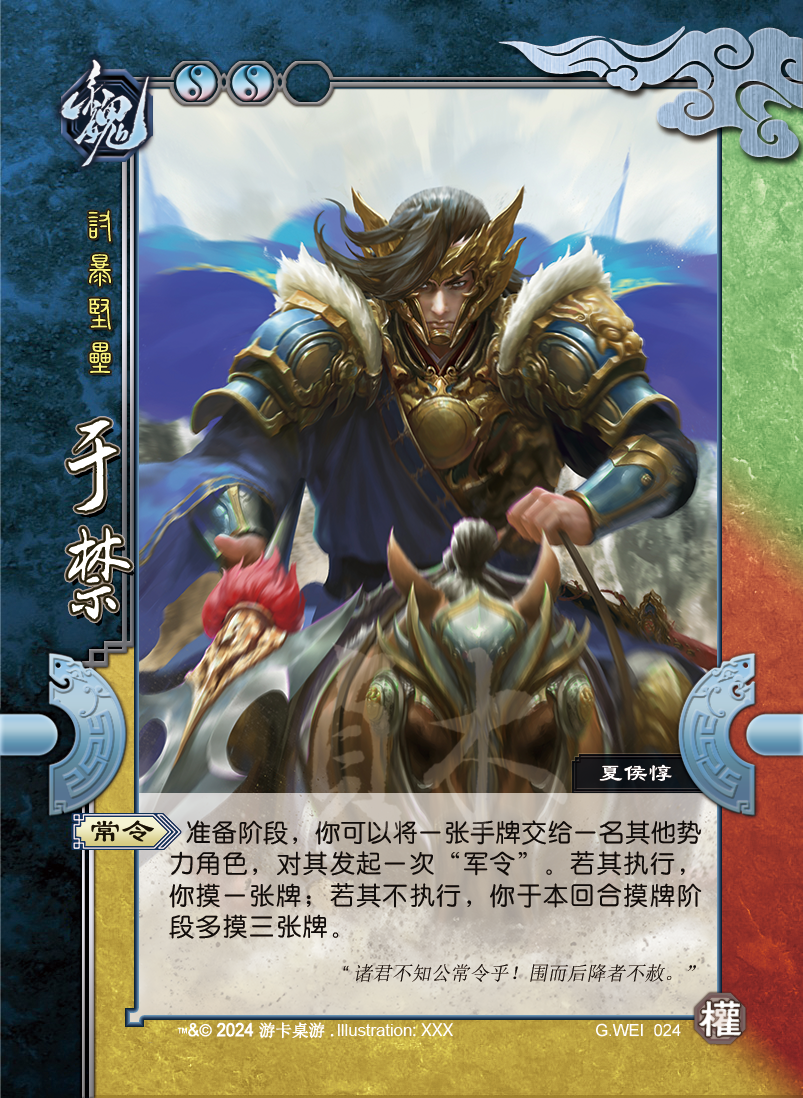 魏
討暴堅壘
于禁
夏侯惇
常令
准备阶段，你可以将一张手牌交给一名其他势
力角色，对其发起一次“军令”。若其执行，
你摸一张牌；若其不执行，你于本回合摸牌阶
段多摸三张牌。
“诸君不知公常令乎！围而后降者不赦。”
™&© 2024 游卡桌游 . Illustration: XXX
G.WEI 024
權